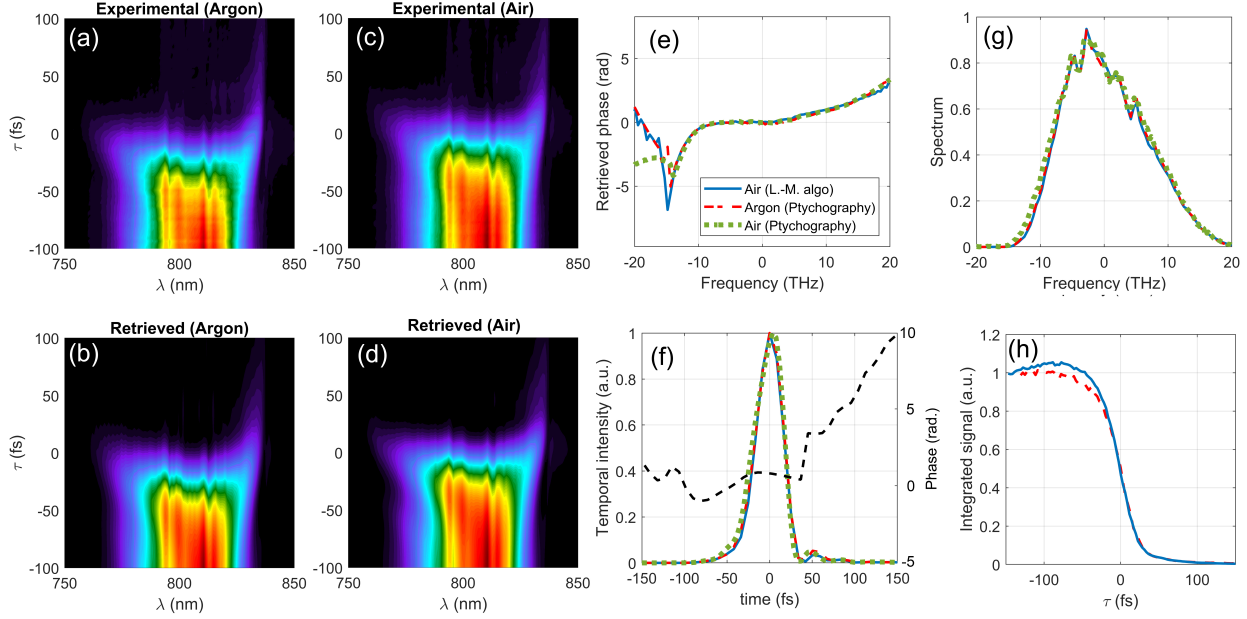 Experimental (Argon)
(a)
100
50
0
-50
-100
τ (fs)
750
800
850
λ (nm)
Experimental (Air)
(c)
100
50
0
-50
-100
750
800
850
λ (nm)
(e)
5
0
-5
Retrieved phase (rad)
Air (L.-M. algo)
Argon (Ptychography)
Air (Ptychography)
-20
-10
0
10
20
Frequency (THz)
(g)
1
0.8
0.6
0.4
0.2
0
Spectrum
-20
-10
0
10
20
Frequency (THz)
Retrieved (Argon)
(b)
100
50
0
-50
-100
τ (fs)
750
800
850
λ (nm)
Retrieved (Air)
(d)
100
50
0
-50
-100
750
800
850
λ (nm)
(f)
1
0.8
0.6
0.4
0.2
0
Temporal intensity (a.u.)
10
5
0
-5
Phase (rad.)
-150
-100
-50
0
50
100
150
time (fs)
(h)
1.2
1
0.8
0.6
0.4
0.2
0
Integrated signal (a.u.)
-100
0
100
τ (fs)